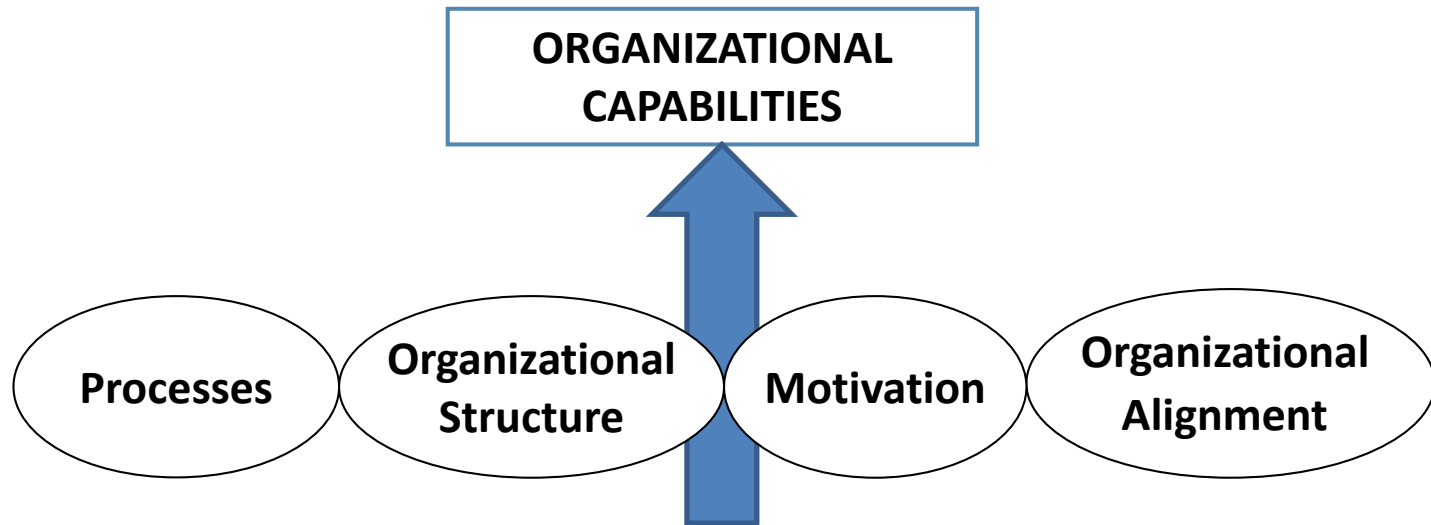 ORGANIZATIONAL
CAPABILITIES
Processes
Organizational
Structure
Motivation
Organizational
Alignment